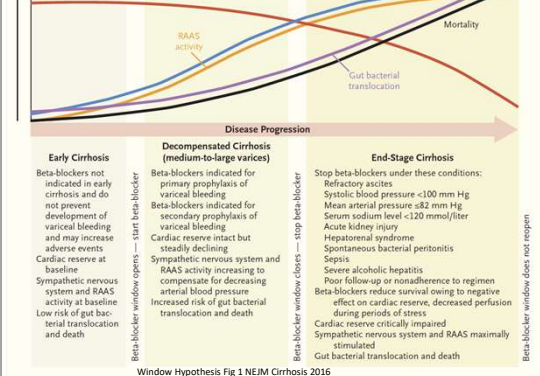 Mortality
RAAS
activity
Gut bacterial
translocation
Disease Progression
Early Cirrhosis
Beta-blockers not
indicated in early
cirrhosis and do
not prevent
development of
variceal bleeding
and may increase
adverse events
Cardiac reserve at
baseline
Sympathetic nervous
system and RAAS
activity at baseline
Low risk of gut bac-
terial translocation
and death
Beta-blocker window opens — start beta-blocker
Decompensated Cirrhosis
(medium-to-large varices)
Beta-blockers indicated for
primary prophylaxis of
variceal bleeding
Beta-blockers indicated for
secondary prophylaxis of
variceal bleeding
Cardiac reserve intact but
steadily declining
Sympathetic nervous system and
RAAS activity increasing to
compensate for decreasing
arterial blood pressure
Increased risk of gut bacterial
translocation and death
Beta-blocker window closes — stop beta-blocker
End-Stage Cirrhosis
Stop beta-blockers under these conditions:
Refractory ascites
Systolic blood pressure <100 mm Hg
Mean arterial pressure ≤82 mm Hg
Serum sodium level <120 mmol/liter
Acute kidney injury
Hepatorenal syndrome
Spontaneous bacterial peritonitis
Sepsis
Severe alcoholic hepatitis
Poor follow-up or nonadherence to regimen
Beta-blockers reduce survival owing to negative
effect on cardiac reserve, decreased perfusion
during periods of stress
Cardiac reserve critically impaired
Sympathetic nervous system and RAAS maximally
stimulated
Gut bacterial translocation and death
Beta-blocker window does not reopen
Window Hypothesis Fig 1 NEJM Cirrhosis 2016